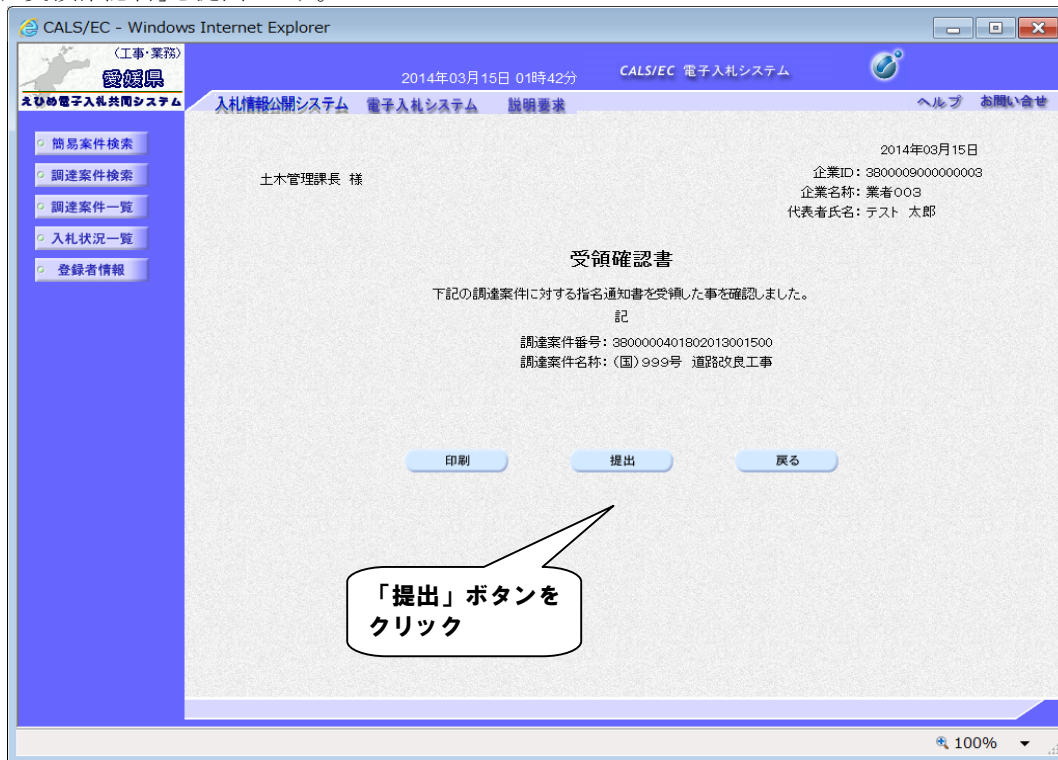 CALS/EC - Windows Internet Explorer
(工事・業務)
愛媛県
えひめ電子入札共同システム
2014年03月15日 01時42分
CALS/EC 電子入札システム
入札情報公開システム 電子入札システム 説明要求
ヘルプ お問い合せ
簡易案件検索
調達案件検索
調達案件一覧
入札状況一覧
登録者情報
2014年03月15日
土木管理課長 様
企業ID:3800009000000003
企業名称:業者003
代表者氏名:テスト 太郎
受領確認書
下記の調達案件に対する指名通知書を受領した事を確認しました。
記
調達案件番号:3800000401802013001500
調達案件名称:(国)999号 道路改良工事
印刷 提出 戻る
「提出」ボタンを
クリック
100%